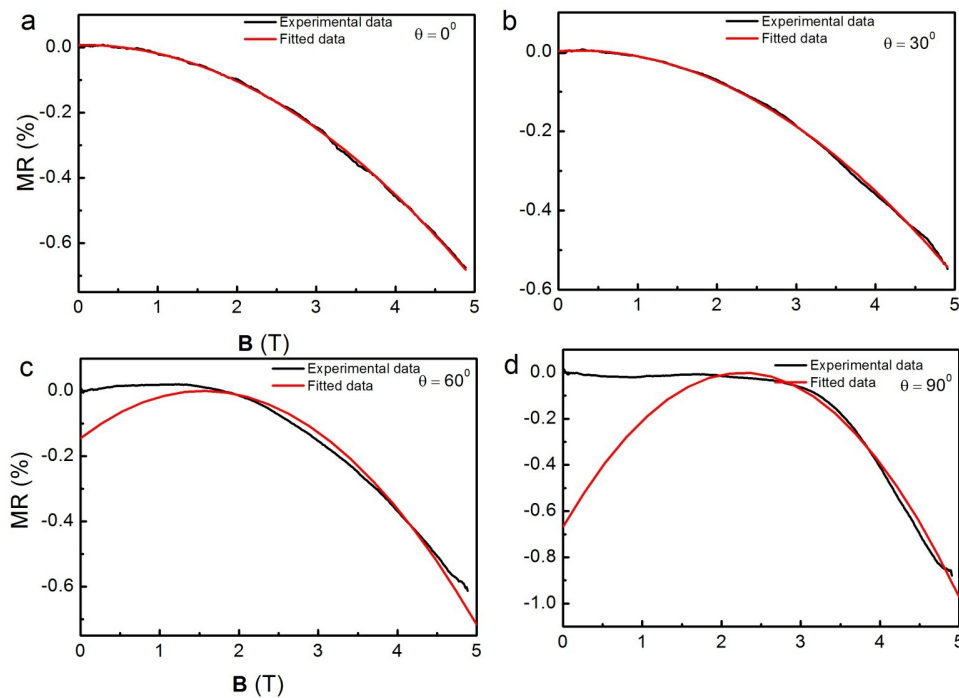 a
Experimental data
Fitted data
θ = 0⁰
0.0
-0.2
-0.4
-0.6
MR (%)
0 1 2 3 4 5
B (T)
b
Experimental data
Fitted data
θ = 30⁰
0.0
-0.2
-0.4
-0.6
0 1 2 3 4 5
c
Experimental data
Fitted data
θ = 60⁰
0.0
-0.2
-0.4
-0.6
MR (%)
0 1 2 3 4 5
B (T)
d
Experimental data
Fitted data
θ = 90⁰
0.0
-0.2
-0.4
-0.6
-0.8
-1.0
0 1 2 3 4 5